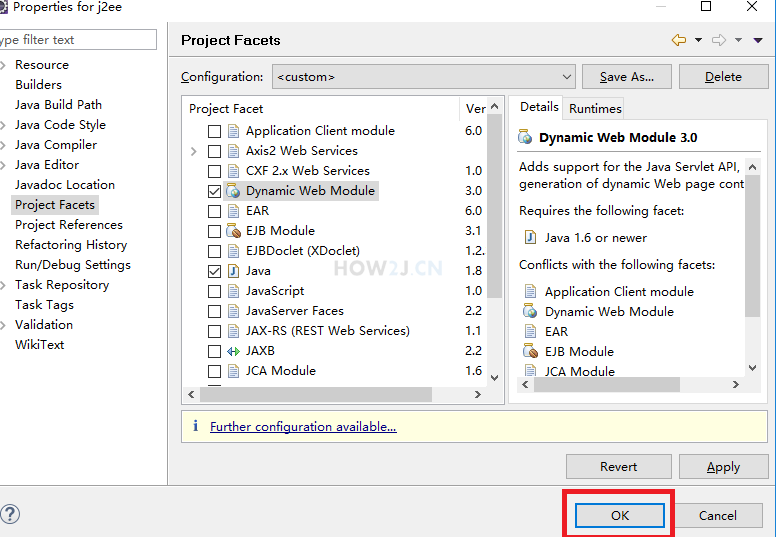 Properties for j2ee
ype filter text
Resource
Builders
Java Build Path
Java Code Style
Java Compiler
Java Editor
Javadoc Location
Project Facets
Project References
Refactoring History
Run/Debug Settings
Task Repository
Task Tags
Validation
WikiText
Project Facets
Configuration: <custom> Save As... Delete
Project Facet Ver
Application Client module 6.0
Axis2 Web Services
CXF 2.x Web Services 1.0
Dynamic Web Module 3.0
EAR 6.0
EJB Module 3.1
EJBDoclet (XDoclet) 1.2.
Java 1.8
JavaScript 1.0
JavaServer Faces 2.2
JAX-RS (REST Web Services) 1.1
JAXB 2.2
JCA Module 1.6
HOW2J.CN
Details Runtimes
Dynamic Web Module 3.0
Adds support for the Java Servlet API,
generation of dynamic Web page cont
Requires the following facet:
Java 1.6 or newer
Conflicts with the following facets:
Application Client module
Dynamic Web Module
EAR
EJB Module
JCA Module
Further configuration available...
Revert Apply
OK Cancel